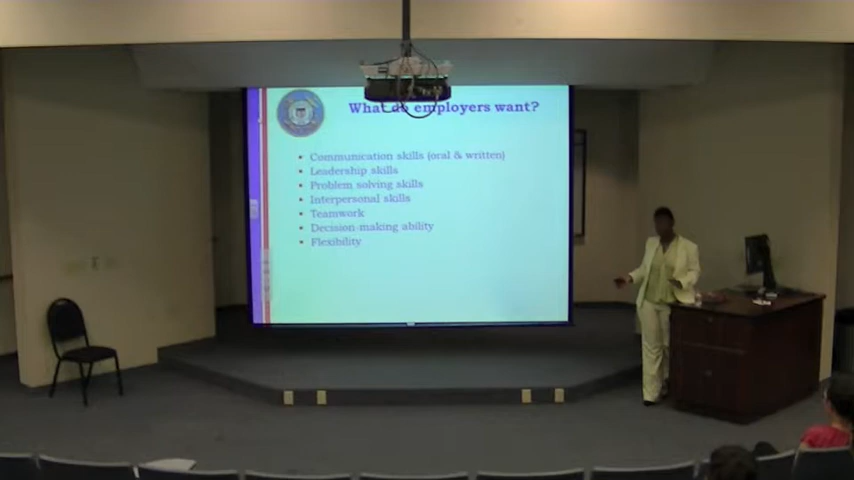 What do employers want?
Communication skills (oral & written)
Leadership skills
Problem solving skills
Interpersonal skills
Teamwork
Decision-making ability
Flexibility